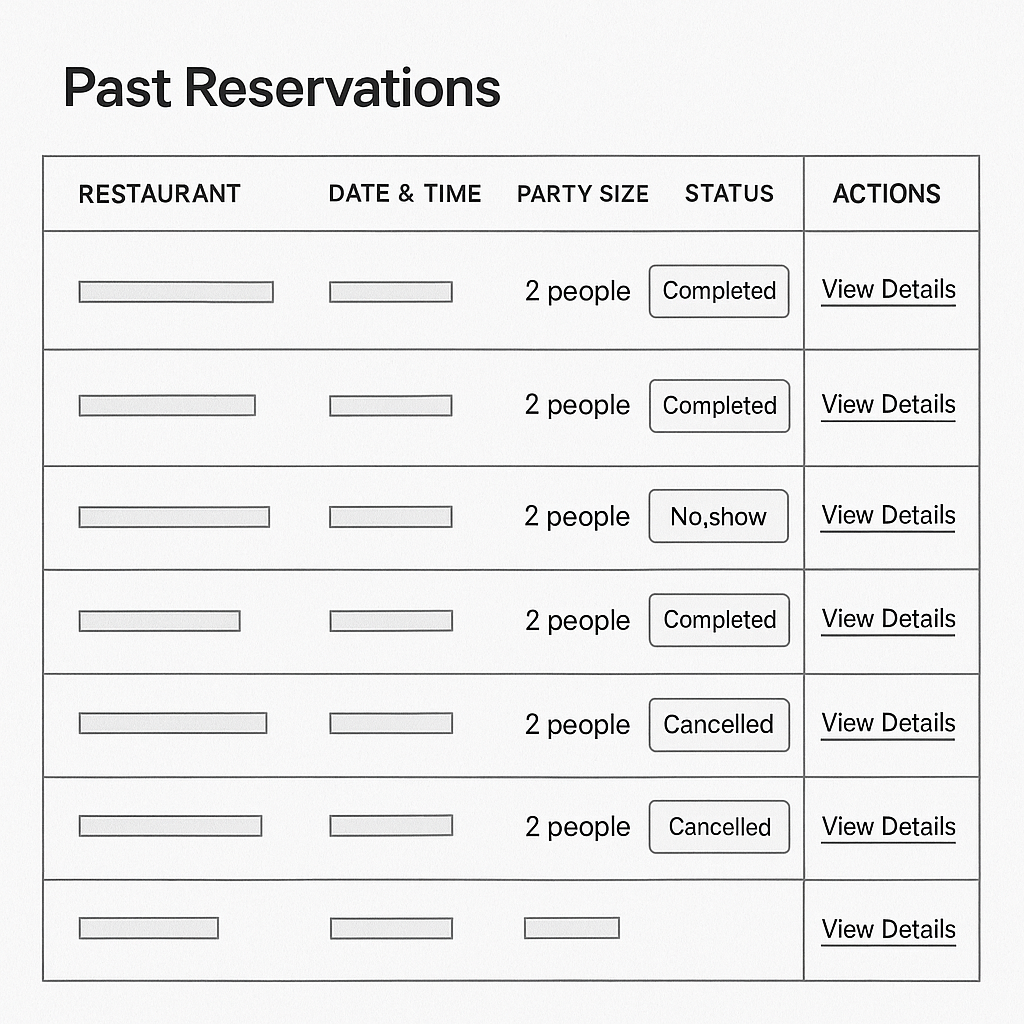 Past Reservations
RESTAURANT DATE & TIME PARTY SIZE STATUS ACTIONS
2 people Completed View Details
2 people Completed View Details
2 people No,show View Details
2 people Completed View Details
2 people Cancelled View Details
2 people Cancelled View Details
View Details